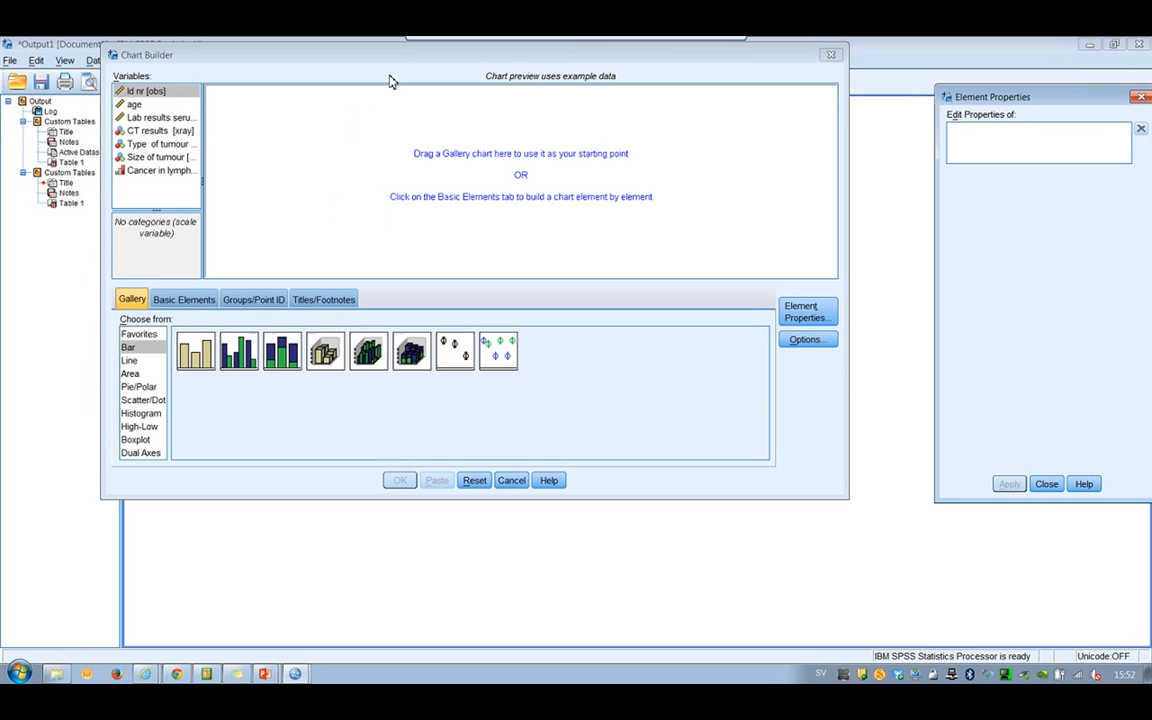 *Output1 [Document
File Edit View Dat
Output
Log
Custom Tables
Title
Notes
Active Datas
Table 1
Custom Tables
Title
Notes
Table 1
Chart Builder
Variables:
Chart preview uses example data
Id nr [obs]
age
Lab results seru...
CT results [xray]
Type of tumour ...
Size of tumour [...
Cancer in lymph...
No categories (scale
variable)
Drag a Gallery chart here to use it as your starting point
OR
Click on the Basic Elements tab to build a chart element by element
Gallery Basic Elements Groups/Point ID Titles/Footnotes
Choose from:
Favorites
Bar
Line
Area
Pie/Polar
Scatter/Dot
Histogram
High-Low
Boxplot
Dual Axes
Element
Properties...
Options...
OK Paste Reset Cancel Help
Element Properties
Edit Properties of:
Apply Close Help
IBM SPSS Statistics Processor is ready
Unicode:OFF
SV
15:52